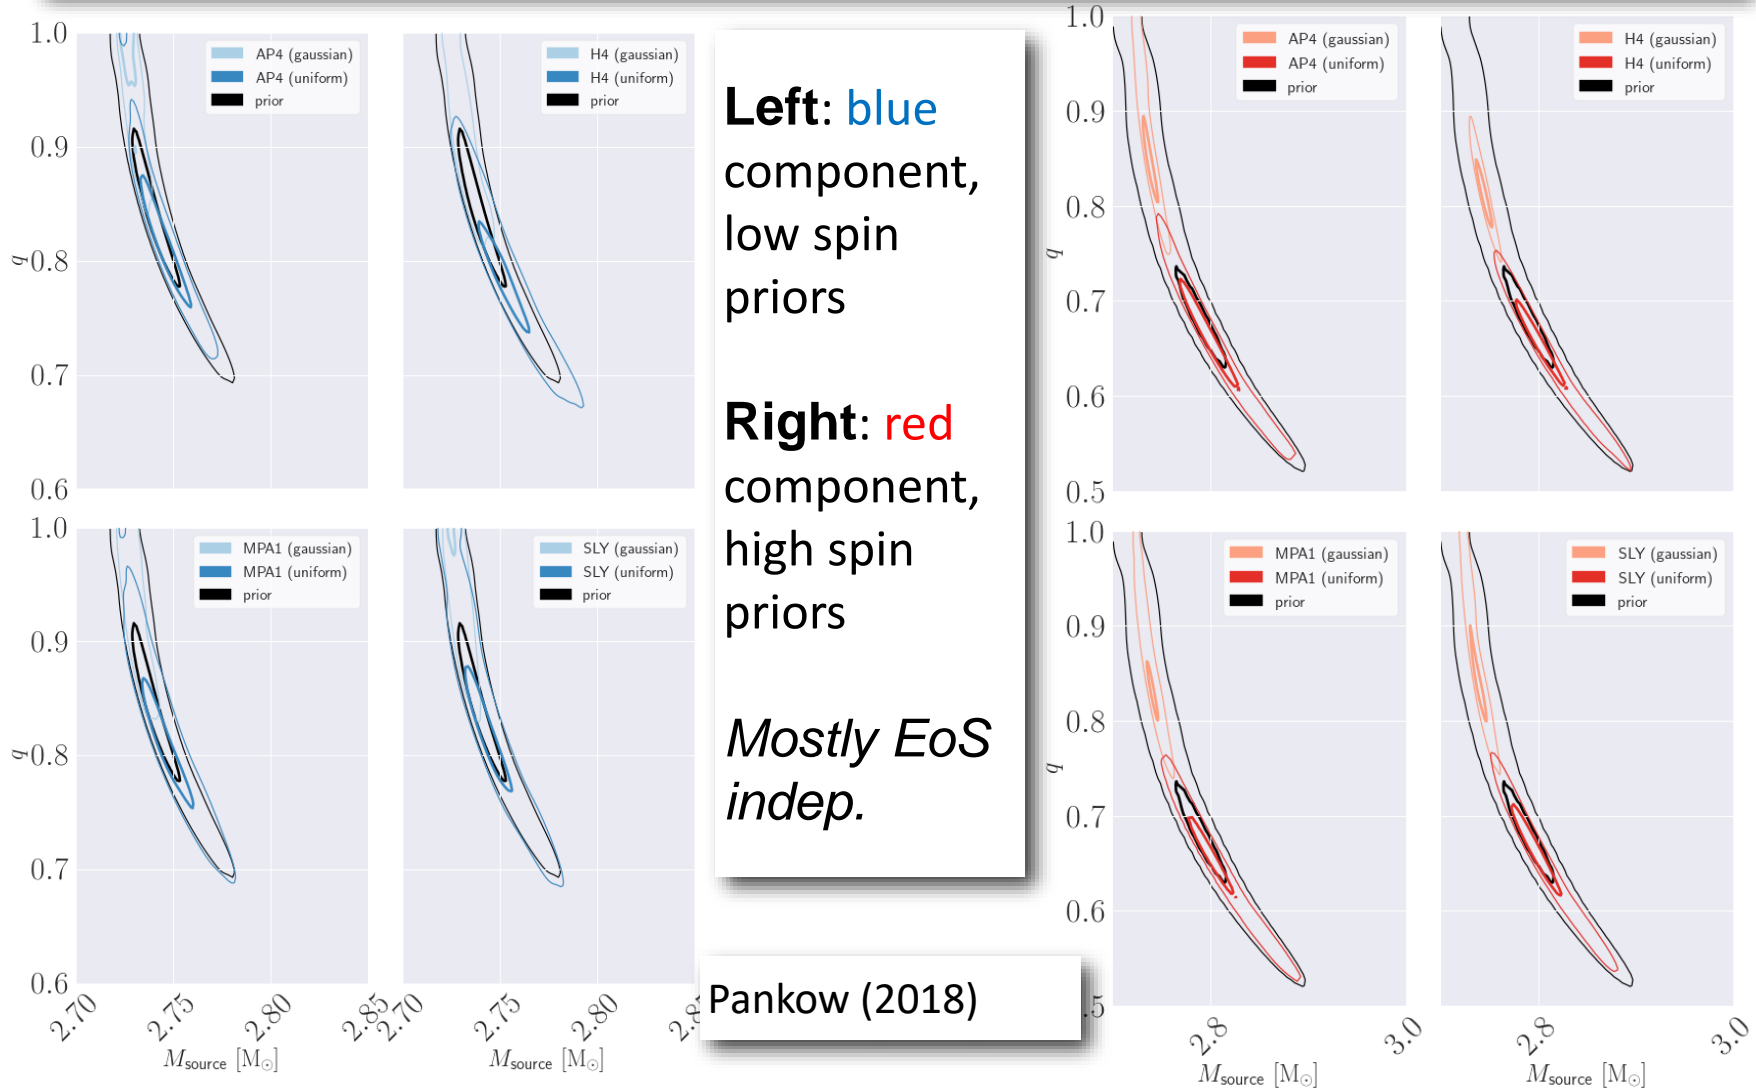 1.0
0.9
0.8
0.7
0.6
q
AP4 (gaussian)
AP4 (uniform)
prior
H4 (gaussian)
H4 (uniform)
prior
1.0
0.9
0.8
0.7
0.6
q
MPA1 (gaussian)
MPA1 (uniform)
prior
SLY (gaussian)
SLY (uniform)
prior
2.70
2.75
2.80
2.85
2.70
2.75
2.80
M_source [M☉]
M_source [M☉]
Left: blue
component,
low spin
priors
Right: red
component,
high spin
priors
Mostly EoS
indep.
Pankow (2018)
1.0
0.9
0.8
0.7
0.6
0.5
q
AP4 (gaussian)
AP4 (uniform)
prior
H4 (gaussian)
H4 (uniform)
prior
1.0
0.9
0.8
0.7
0.6
.5
q
MPA1 (gaussian)
MPA1 (uniform)
prior
SLY (gaussian)
SLY (uniform)
prior
2.8
3.0
2.8
3.0
M_source [M☉]
M_source [M☉]